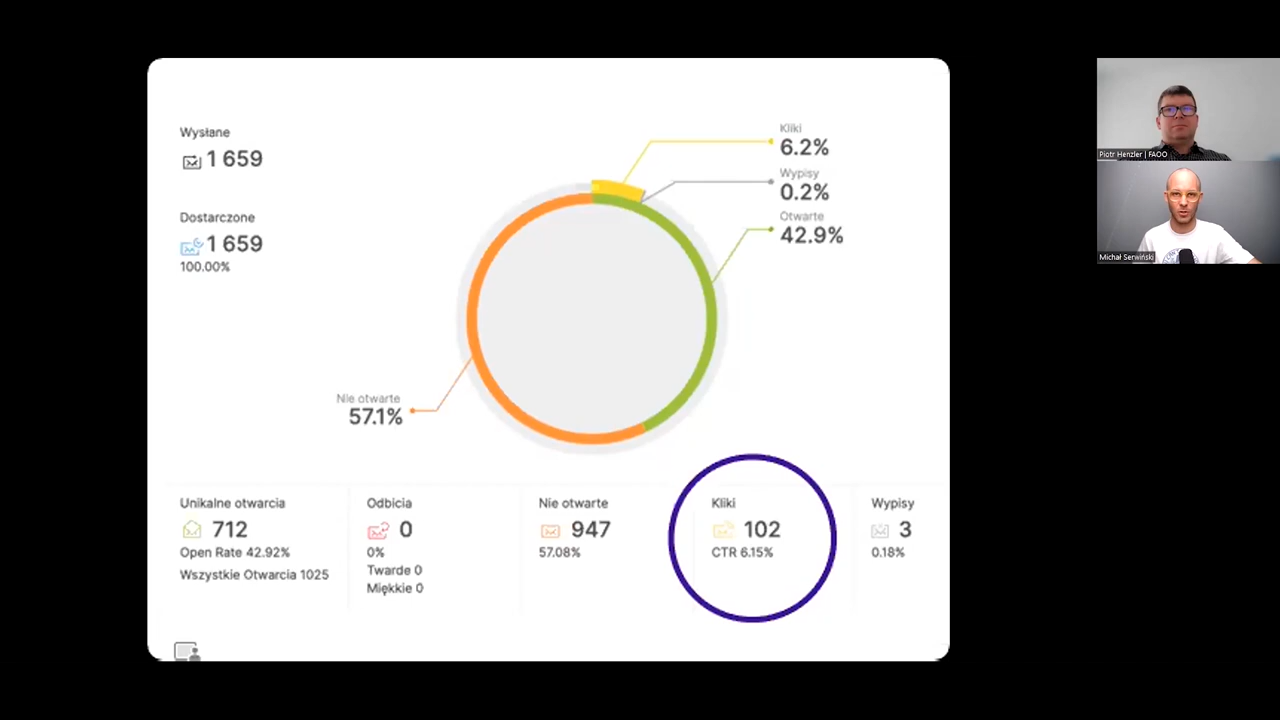 Wysłane
1 659
Dostarczone
1 659
100.00%
Kliki
6.2%
Wypisy
0.2%
Otwarte
42.9%
Nie otwarte
57.1%
Unikalne otwarcia
712
Open Rate 42.92%
Wszystkie Otwarcia 1025
Odbicia
0
0%
Twarde 0
Miękkie 0
Nie otwarte
947
57.08%
Kliki
102
CTR 6.15%
Wypisy
3
0.18%
Piotr Henzler | FAOO
Michał Serwiński